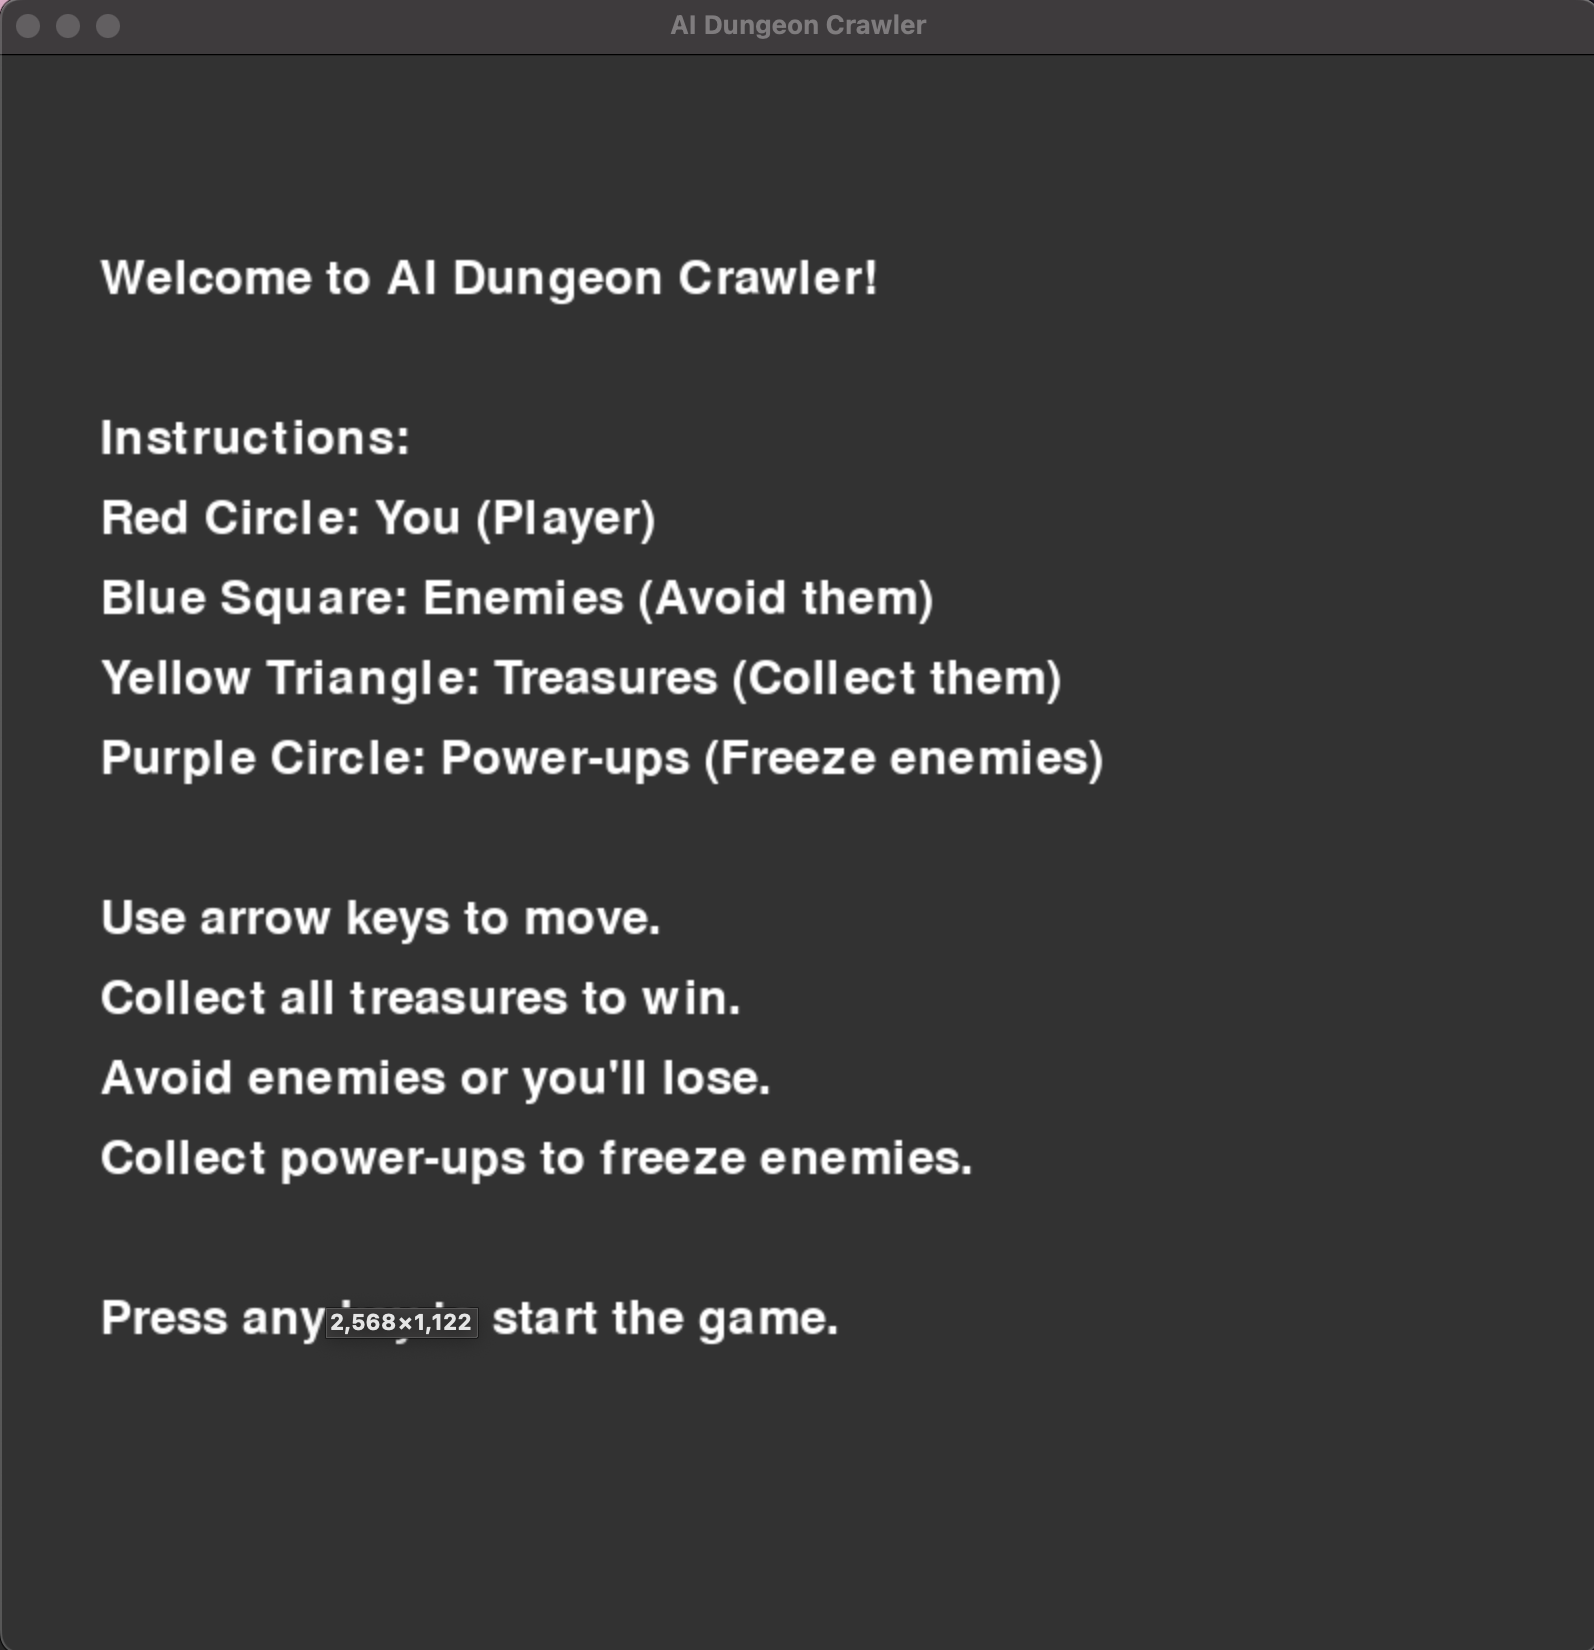 AI Dungeon Crawler
Welcome to AI Dungeon Crawler!
Instructions:
Red Circle: You (Player)
Blue Square: Enemies (Avoid them)
Yellow Triangle: Treasures (Collect them)
Purple Circle: Power-ups (Freeze enemies)
Use arrow keys to move.
Collect all treasures to win.
Avoid enemies or you'll lose.
Collect power-ups to freeze enemies.
Press any 2,568×1,122 start the game.